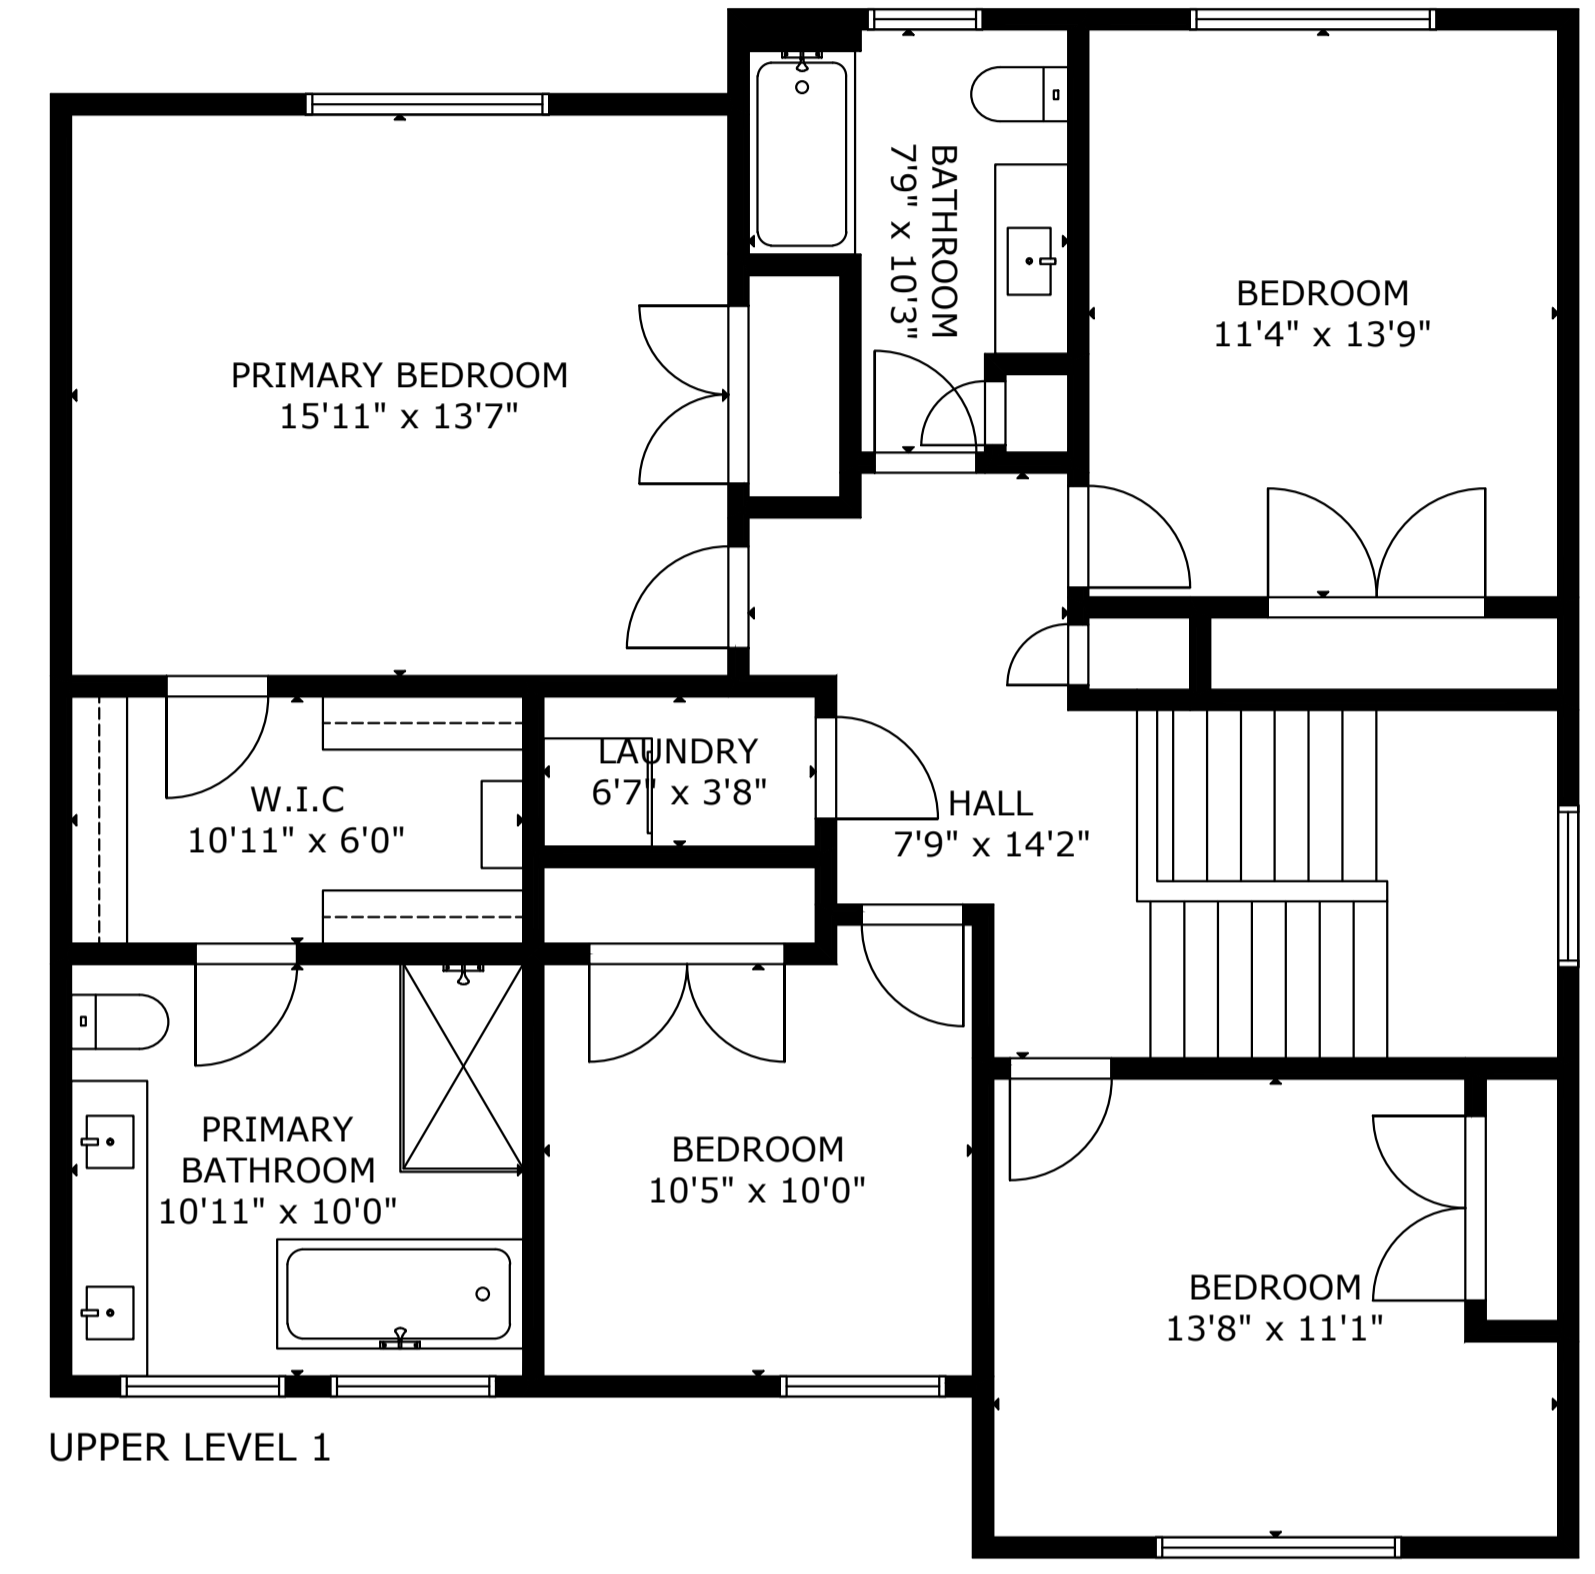 BATHROOM
7'9" x 10'3"
BEDROOM
11'4" x 13'9"
PRIMARY BEDROOM
15'11" x 13'7"
LAUNDRY
6'7" x 3'8"
W.I.C
10'11" x 6'0"
HALL
7'9" x 14'2"
PRIMARY
BATHROOM
10'11" x 10'0"
BEDROOM
10'5" x 10'0"
BEDROOM
13'8" x 11'1"
UPPER LEVEL 1